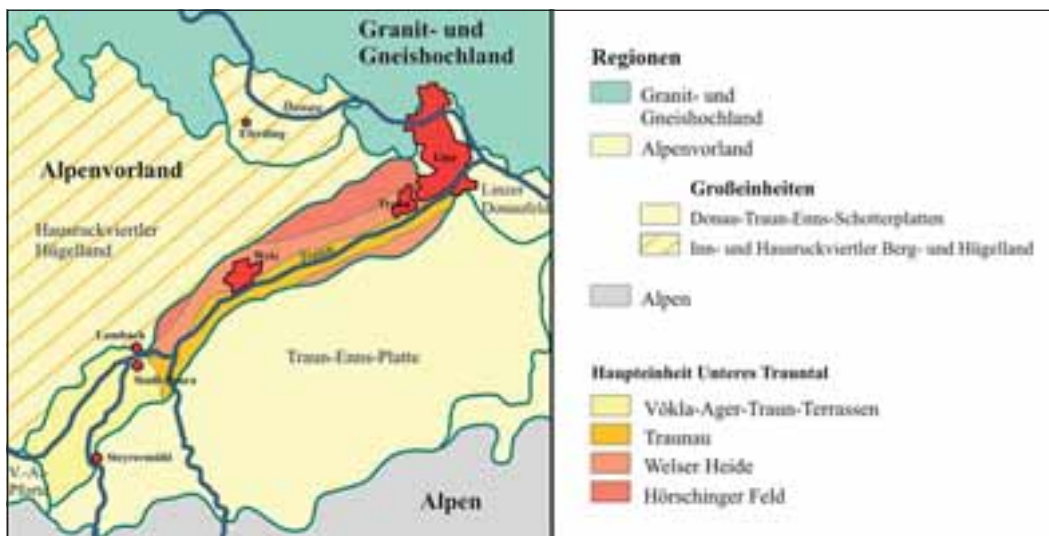 Granit- und
Gneishochland
Donau
Alpenvorland
Linz
Hausruckviertler
Hügelland
Linzer
Donaufeld
Wels
Traun
Lambach
Traun-Enns-Platte
Steyrermühl
V.-A.-
Alpen
Regionen
Granit- und
Gneishochland
Alpenvorland
Großeinheiten
Donau-Traun-Enns-Schotterplatten
Inn- und Hausruckviertler Berg- und Hügelland
Alpen
Haupteinheit Unteres Trauntal
Vökla-Ager-Traun-Terrassen
Traunau
Welser Heide
Hörschinger Feld